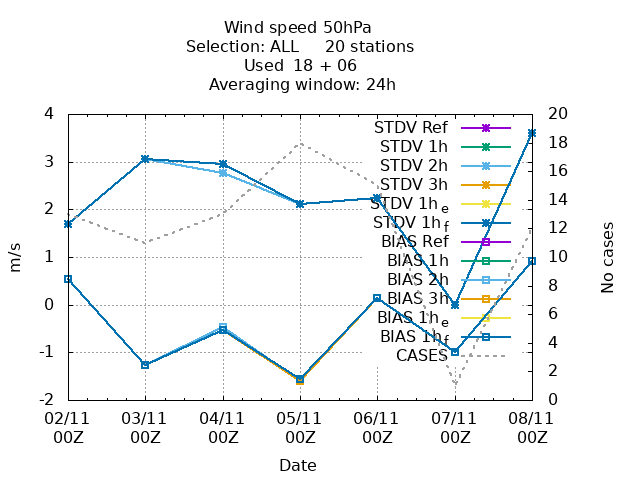 Wind speed 50hPa
Selection: ALL     20 stations
Used  18 + 06
Averaging window: 24h
m/s
4
3
2
1
0
-1
-2
20
18
16
14
12
10
8
6
4
2
0
No cases
STDV Ref
STDV 1h
STDV 2h
STDV 3h
STDV 1he
STDV 1hf
BIAS Ref
BIAS 1h
BIAS 2h
BIAS 3h
BIAS 1he
BIAS 1hf
CASES
02/11 03/11 04/11 05/11 06/11 07/11 08/11
00Z 00Z 00Z 00Z 00Z 00Z 00Z
Date